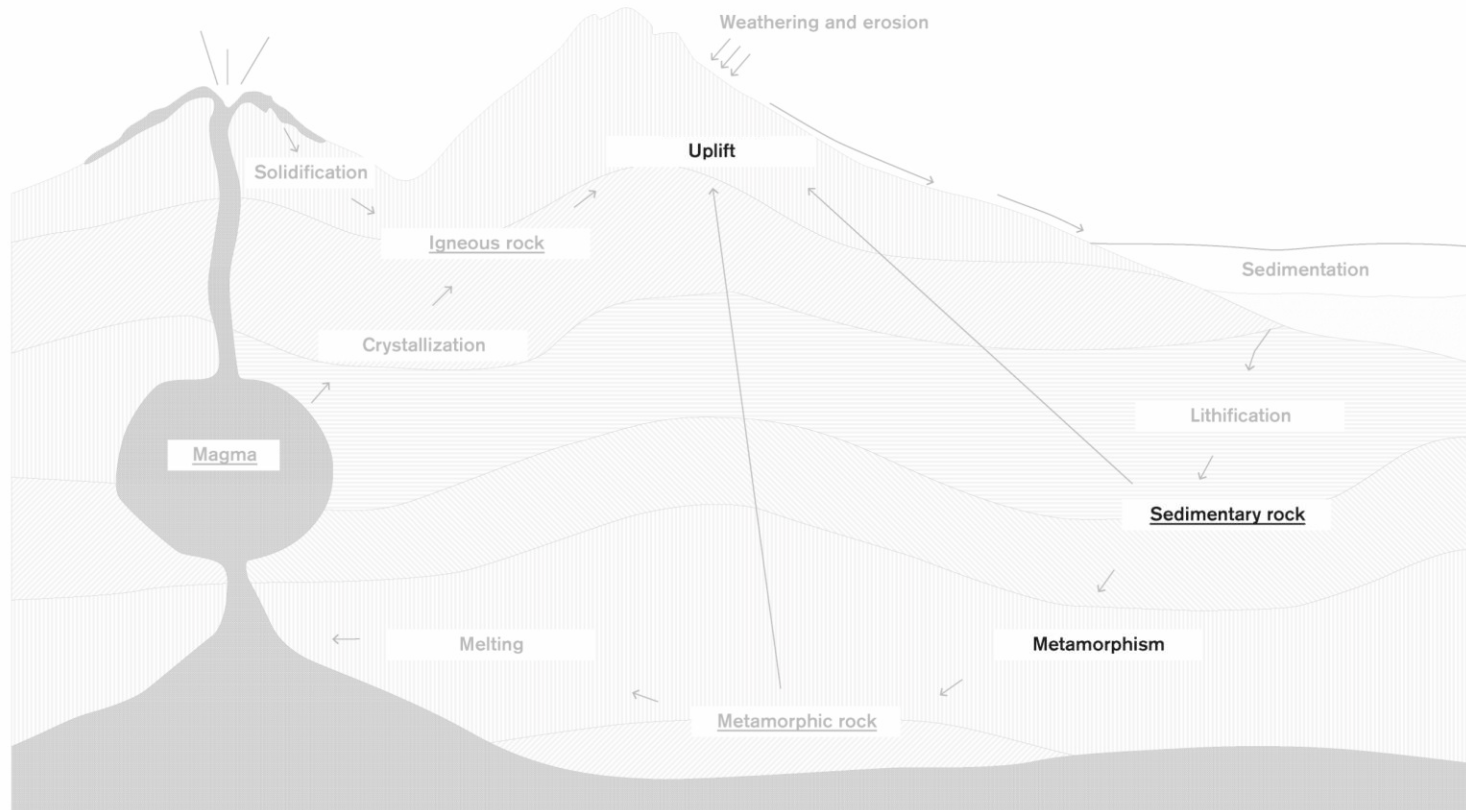 Weathering and erosion
Uplift
Solidification
Igneous rock
Sedimentation
Crystallization
Lithification
Magma
Sedimentary rock
Metamorphism
Melting
Metamorphic rock